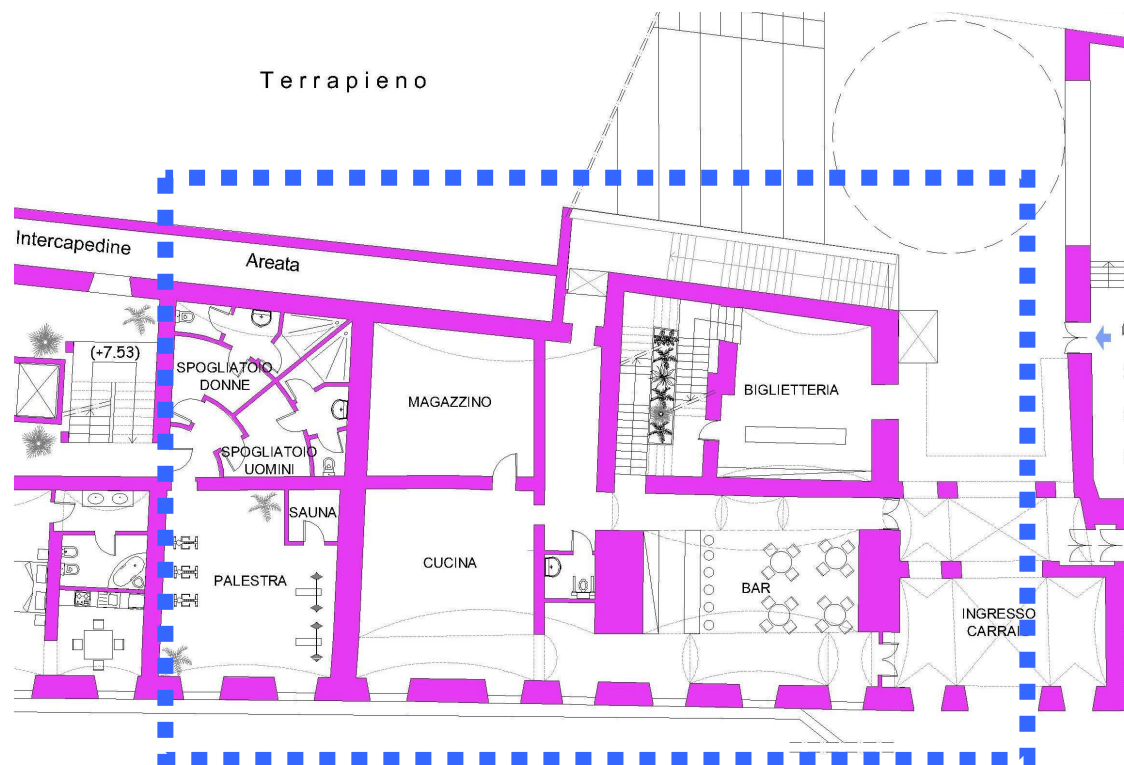 Terrapieno
Intercapedine
Areata
(+7.53)
SPOGLIATOIO
DONNE
MAGAZZINO
BIGLIETTERIA
SPOGLIATOIO
UOMINI
SAUNA
PALESTRA
CUCINA
BAR
INGRESSO